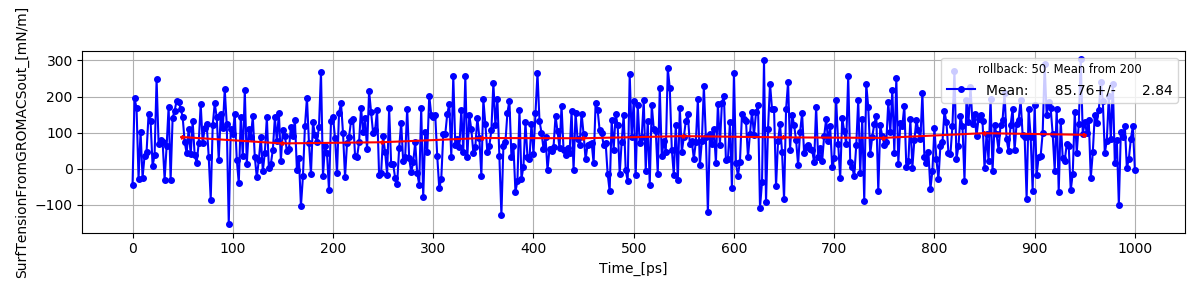 SurfTensionFromGROMACSout_[mN/m]
300
200
100
0
−100
rollback: 50. Mean from 200
Mean: 85.76+/- 2.84
0 100 200 300 400 500 600 700 800 900 1000
Time_[ps]